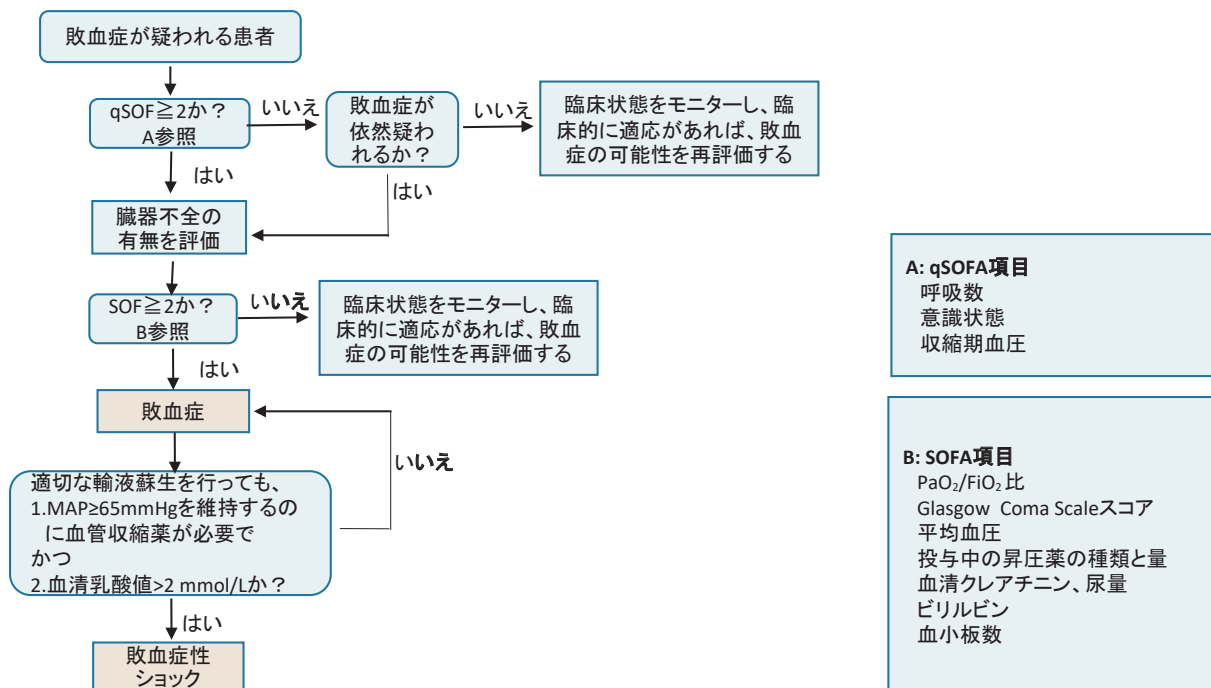 敗血症が疑われる患者
qSOF≧2か？
A参照
いいえ
敗血症が
依然疑わ
れるか？
いいえ
臨床状態をモニターし、臨
床的に適応があれば、敗血
症の可能性を再評価する
はい
はい
臓器不全の
有無を評価
SOF≧2か？
B参照
いいえ
臨床状態をモニターし、臨
床的に適応があれば、敗血
症の可能性を再評価する
はい
敗血症
いいえ
適切な輸液蘇生を行っても、
1.MAP≥65mmHgを維持するの
に血管収縮薬が必要で
かつ
2.血清乳酸値>2 mmol/Lか？
はい
敗血症性
ショック
A: qSOFA項目
呼吸数
意識状態
収縮期血圧
B: SOFA項目
PaO₂/FiO₂ 比
Glasgow Coma Scaleスコア
平均血圧
投与中の昇圧薬の種類と量
血清クレアチニン、尿量
ビリルビン
血小板数